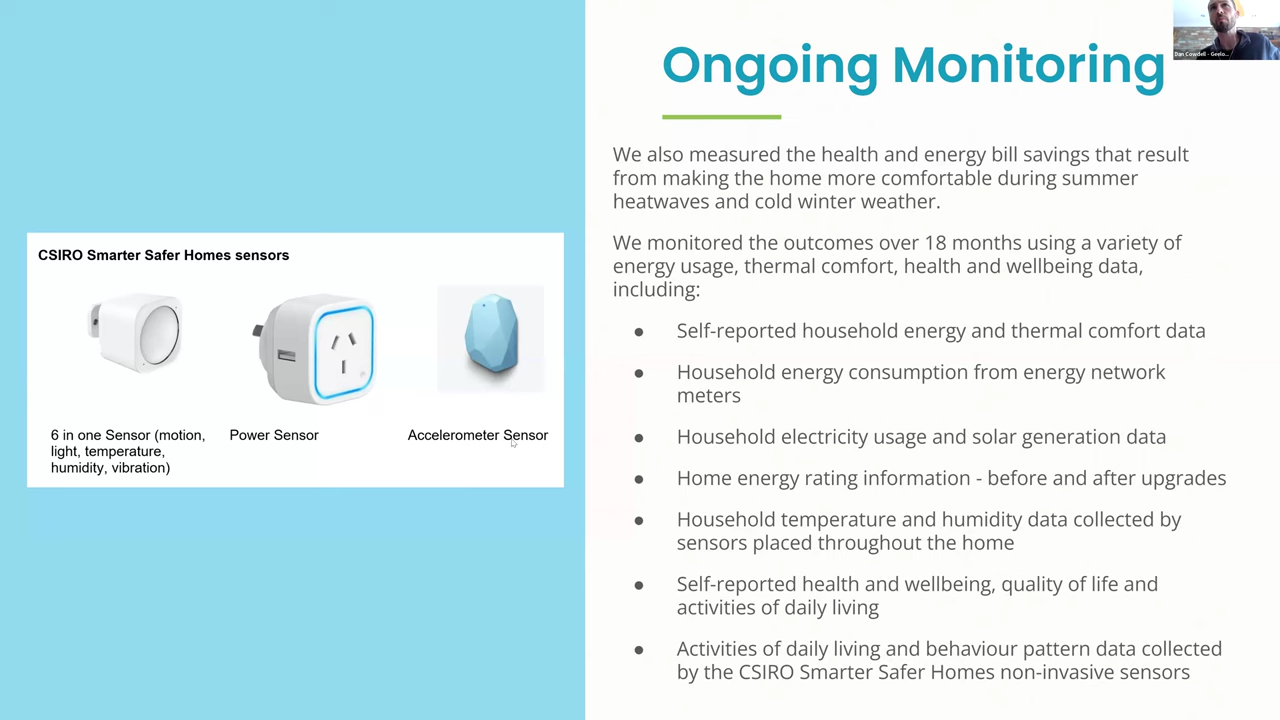 Ongoing Monitoring
Dan Cowdell - Geelo...
We also measured the health and energy bill savings that result
from making the home more comfortable during summer
heatwaves and cold winter weather.
We monitored the outcomes over 18 months using a variety of
energy usage, thermal comfort, health and wellbeing data,
including:
● Self-reported household energy and thermal comfort data
● Household energy consumption from energy network
meters
● Household electricity usage and solar generation data
● Home energy rating information - before and after upgrades
● Household temperature and humidity data collected by
sensors placed throughout the home
● Self-reported health and wellbeing, quality of life and
activities of daily living
● Activities of daily living and behaviour pattern data collected
by the CSIRO Smarter Safer Homes non-invasive sensors
CSIRO Smarter Safer Homes sensors
6 in one Sensor (motion,
light, temperature,
humidity, vibration)
Power Sensor
Accelerometer Sensor